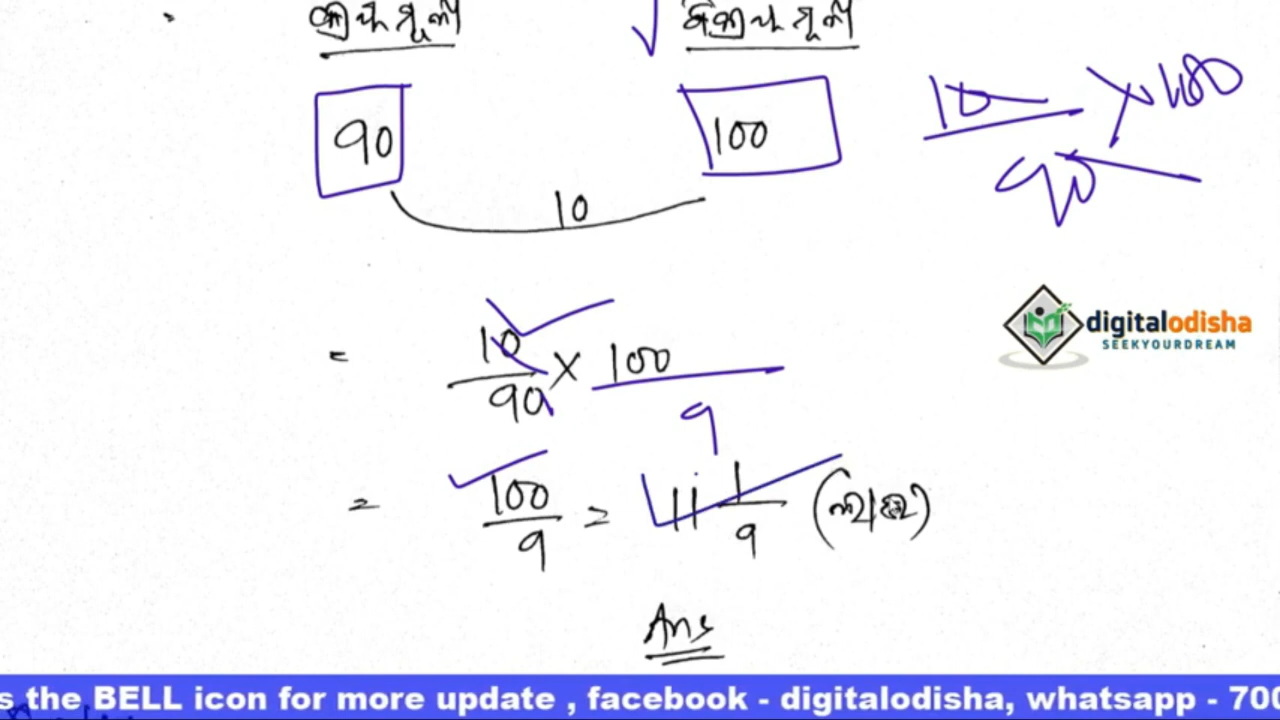 କ୍ରୟ ମୂଲ୍ୟ √ ବିକ୍ରୟ ମୂଲ୍ୟ
90 100
10
10/90 × 100
= 10/90 × 100/9
= 100/9 = 11 1/9 (ଲାଭ)
Ans
digitalodisha
SEEKYOURDREAM
s the BELL icon for more update , facebook - digitalodisha, whatsapp - 700